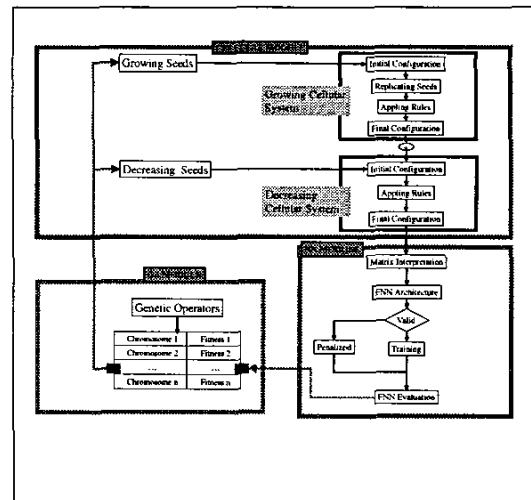 Growing Seeds
Initial Configuration
Replicating Seeds
Growing Cellular
System
Appling Rules
Final Configuration
Decreasing Seeds
Initial Configuration
Decreasing
Cellular System
Appling Rules
Final Configuration
Matrix Interpretation
Genetic Operators
FNN Architecture
Chromosome 1 Fitness 1
Valid
Chromosome 2 Fitness 2
Penalized
Training
... ...
Chromosome n Fitness n
FNN Evaluation